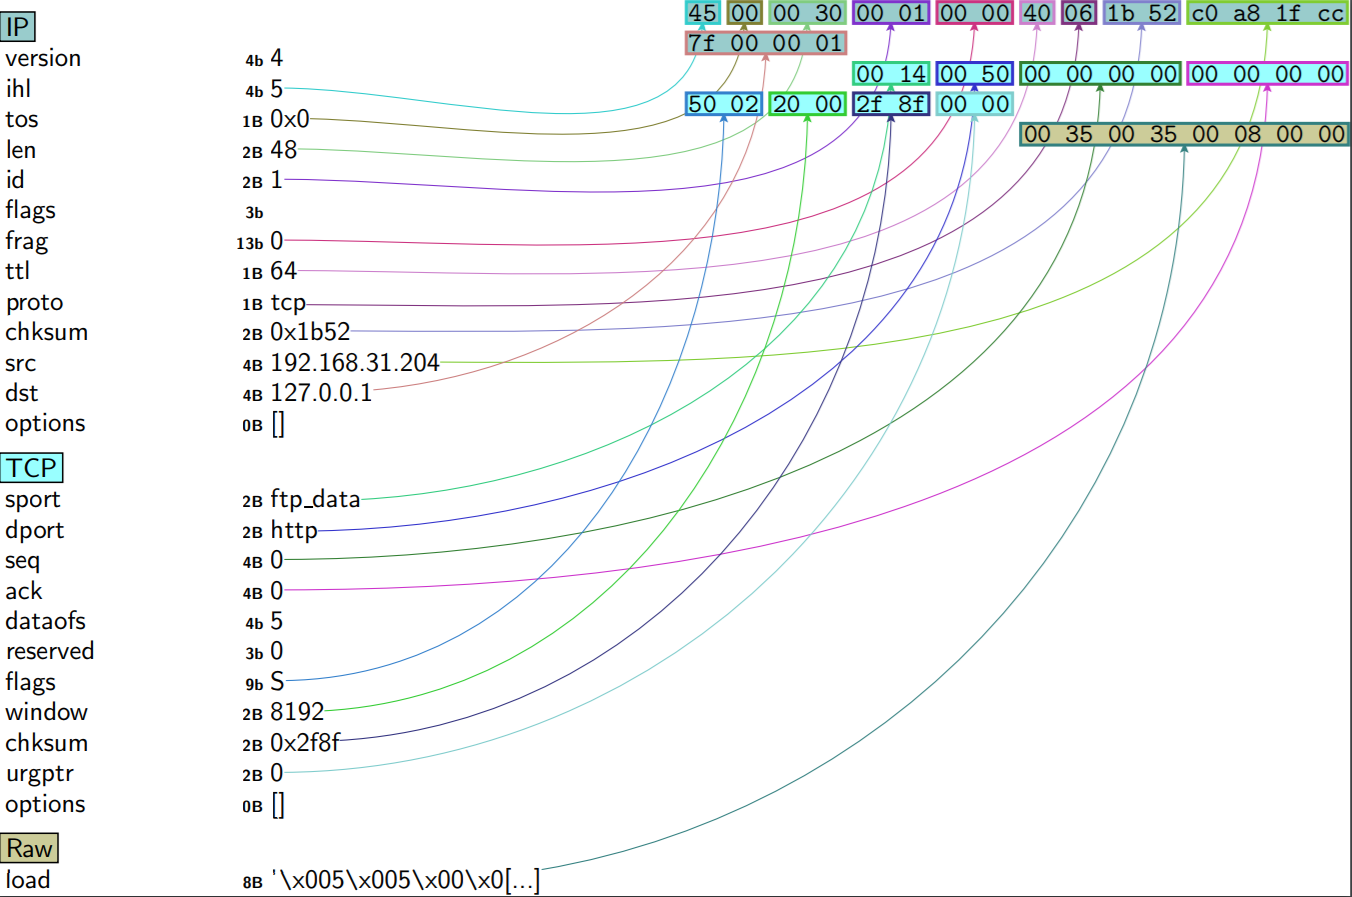 45 00 00 30 00 01 00 00 40 06 1b 52 c0 a8 1f cc
IP
7f 00 00 01
version 4b 4
00 14 00 50 00 00 00 00 00 00 00 00
ihl 4b 5
50 02 20 00 2f 8f 00 00
tos 1B 0x0
00 35 00 35 00 08 00 00
len 2B 48
id 2B 1
flags 3b
frag 13b 0
ttl 1B 64
proto 1B tcp
chksum 2B 0x1b52
src 4B 192.168.31.204
dst 4B 127.0.0.1
options 0B []
TCP
sport 2B ftp_data
dport 2B http
seq 4B 0
ack 4B 0
dataofs 4b 5
reserved 3b 0
flags 9b S
window 2B 8192
chksum 2B 0x2f8f
urgptr 2B 0
options 0B []
Raw
load 8B '\x005\x005\x00\x0[...]